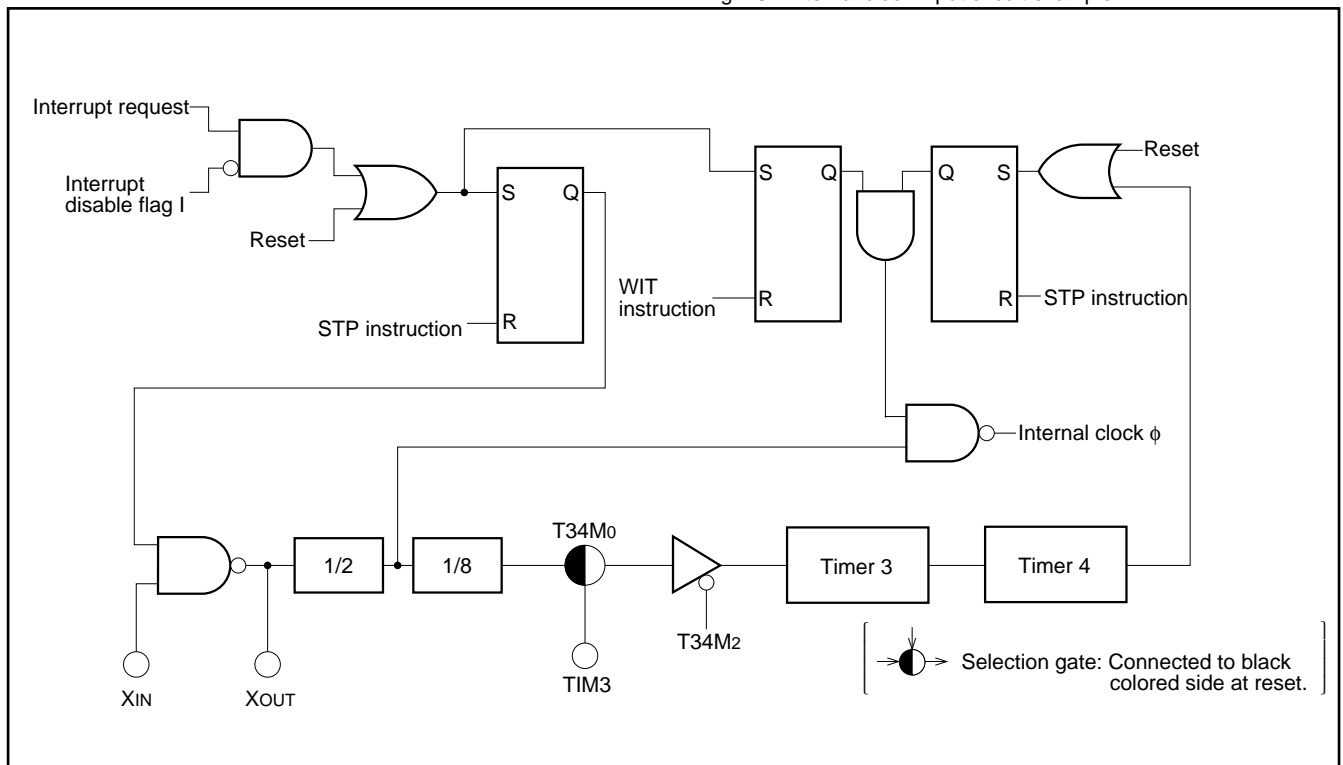 Interrupt request
Interrupt
disable flag I
Reset
S
Q
R
STP instruction
S
Q
R
WIT
instruction
Q
S
R
Reset
STP instruction
Internal clock ϕ
1/2
1/8
T34M0
TIM3
T34M2
Timer 3
Timer 4
XIN
XOUT
Selection gate: Connected to black
colored side at reset.